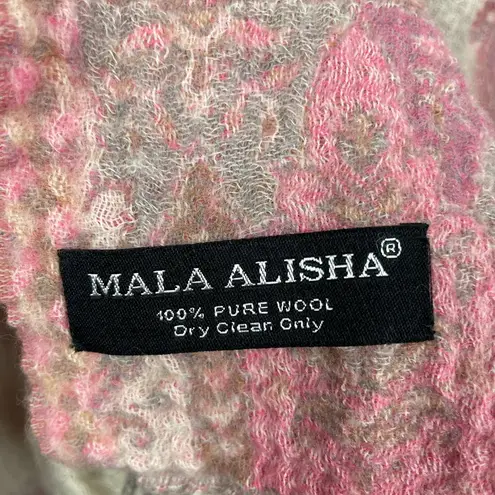 MALA ALISHA®
100% PURE WOOL
Dry Clean Only